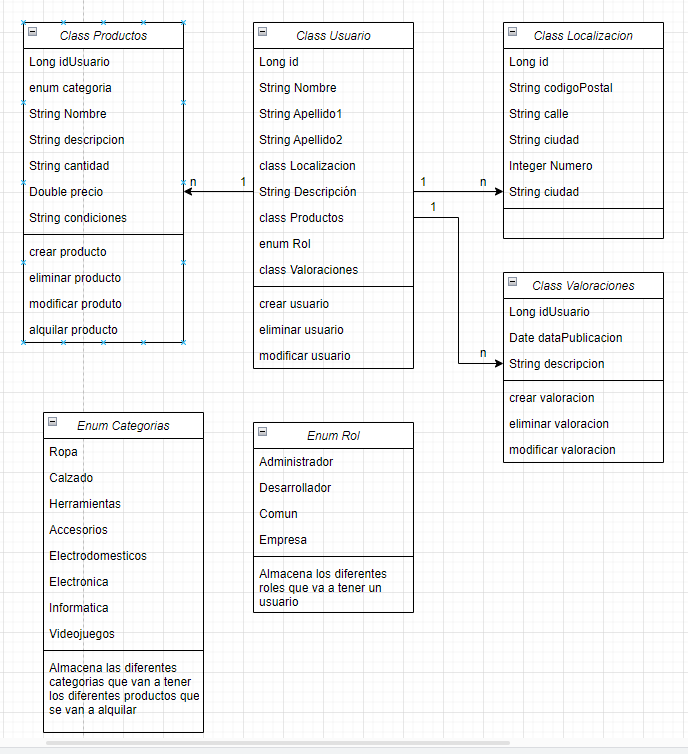 Class Productos
Long idUsuario
enum categoria
String Nombre
String descripcion
String cantidad
Double precio
String condiciones
crear producto
eliminar producto
modificar produto
alquilar producto
n
1
Class Usuario
Long id
String Nombre
String Apellido1
String Apellido2
class Localizacion
String Descripción
class Productos
enum Rol
class Valoraciones
crear usuario
eliminar usuario
modificar usuario
1
n
1
n
Class Localizacion
Long id
String codigoPostal
String calle
String ciudad
Integer Numero
String ciudad
Class Valoraciones
Long idUsuario
Date dataPublicacion
String descripcion
crear valoracion
eliminar valoracion
modificar valoracion
Enum Categorias
Ropa
Calzado
Herramientas
Accesorios
Electrodomesticos
Electrónica
Informatica
Videojuegos
Almacena las diferentes
categorias que van a tener
los diferentes productos que
se van a alquilar
Enum Rol
Administrador
Desarrollador
Comun
Empresa
Almacena los diferentes
roles que va a tener un
usuario